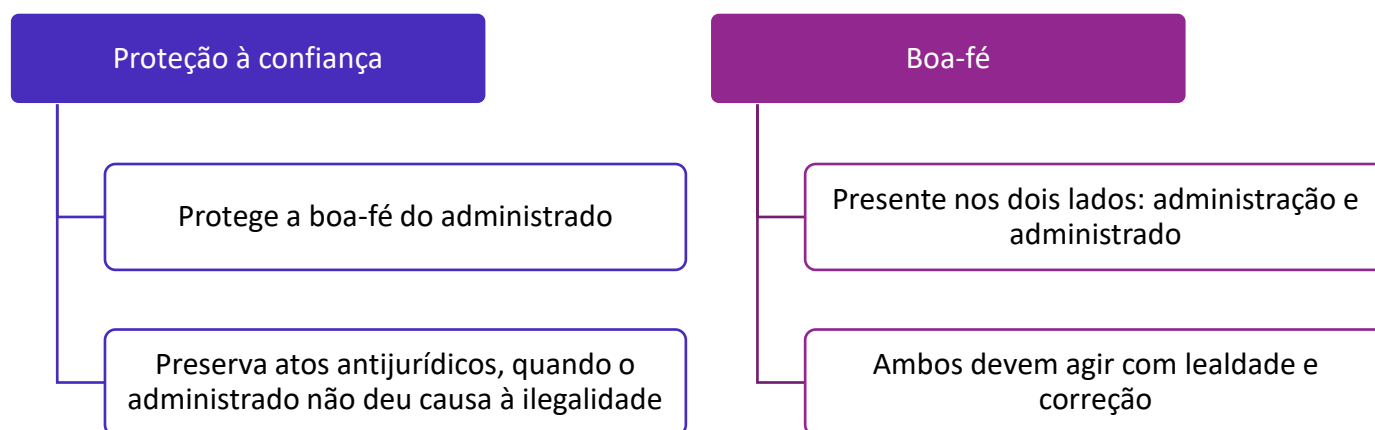 Proteção à confiança
Protege a boa-fé do administrado
Preserva atos antijurídicos, quando o
administrado não deu causa à ilegalidade
Boa-fé
Presente nos dois lados: administração e
administrado
Ambos devem agir com lealdade e
correção